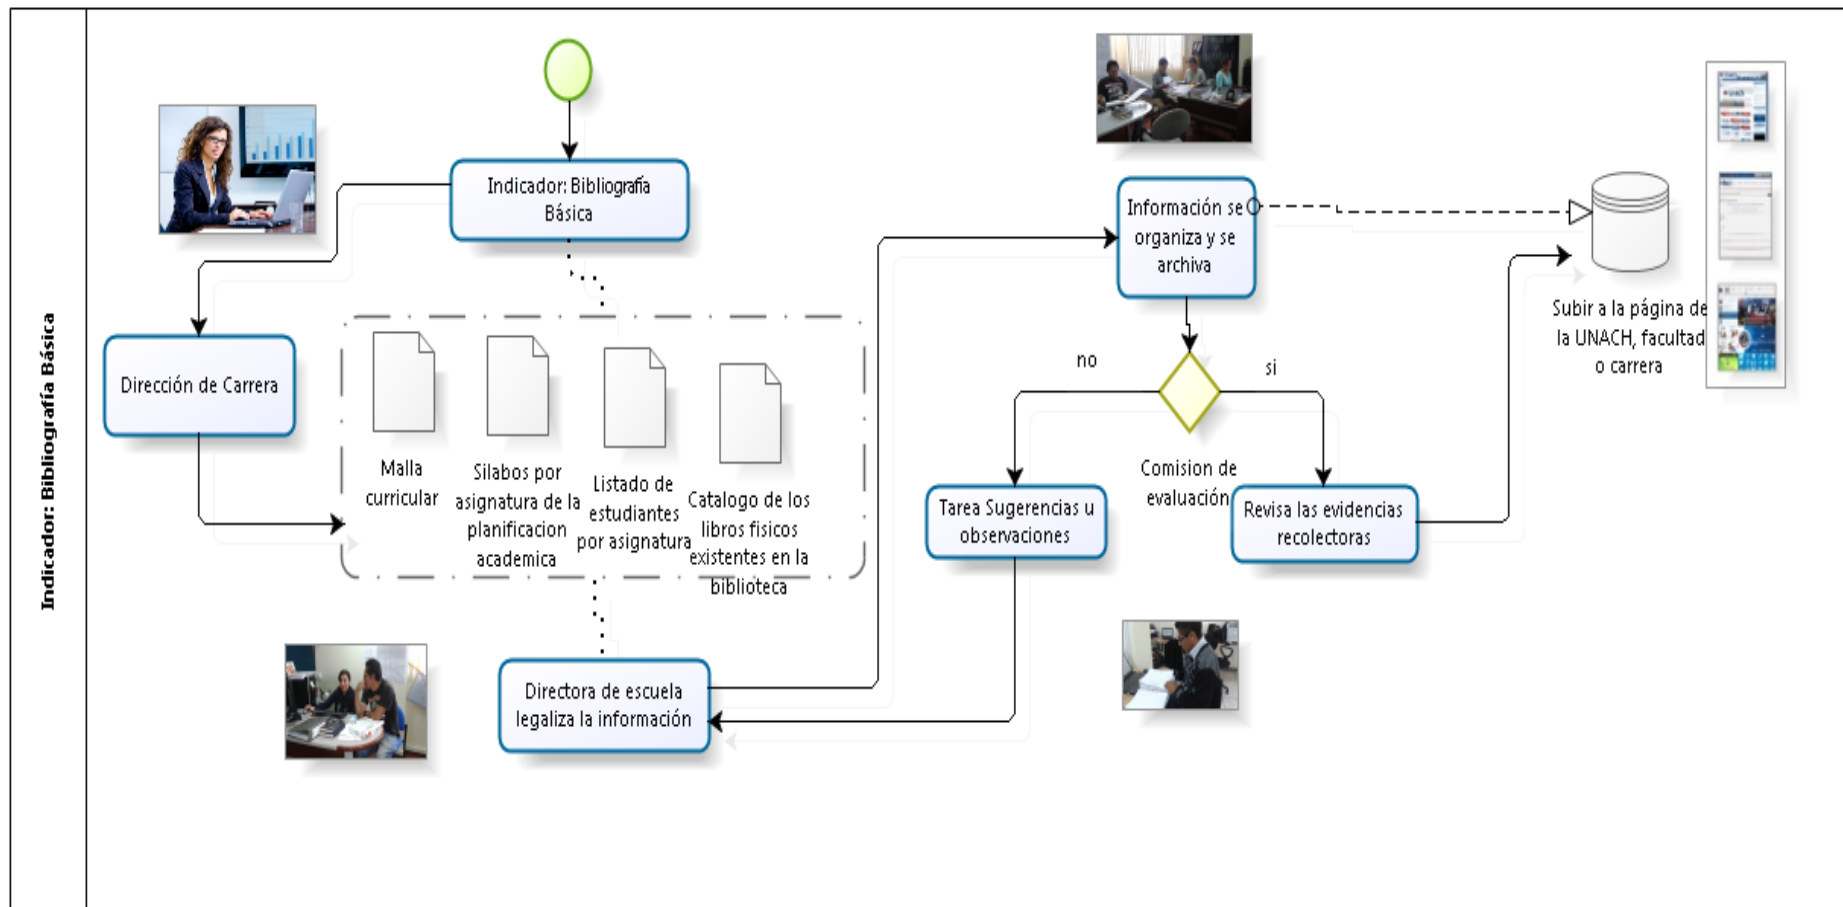 Indicador: Bibliografía Básica
Indicador: Bibliografía
Básica
Dirección de Carrera
Malla
curricular
Silabos por
asignatura de la
planificacion
academica
Listado de
estudiantes
por asignatura
Catalogo de los
libros fisicos
existentes en la
biblioteca
Directora de escuela
legaliza la información
Información se
organiza y se
archiva
no
si
Comision de
evaluación
Tarea Sugerencias u
observaciones
Revisa las evidencias
recolectoras
Subir a la página de
la UNACH, facultad
o carrera